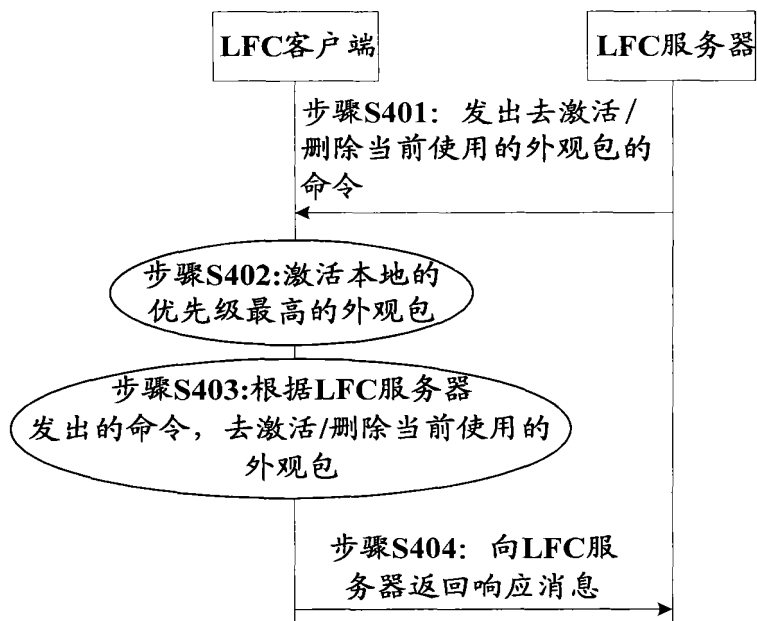 LFC客户端
LFC服务器
步骤S401：发出去激活/
删除当前使用的外观包的
命令
步骤S402:激活本地的
优先级最高的外观包
步骤S403:根据LFC服务器
发出的命令，去激活/删除当前使用的
外观包
步骤S404：向LFC服
务器返回响应消息